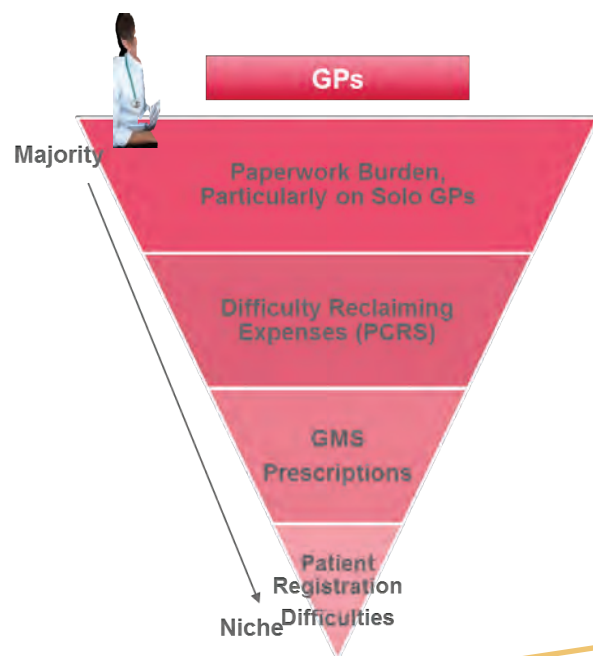 GPs
Majority
Paperwork Burden,
Particularly on Solo GPs
Difficulty Reclaiming
Expenses (PCRS)
GMS
Prescriptions
Patient
Registration
Difficulties
Niche